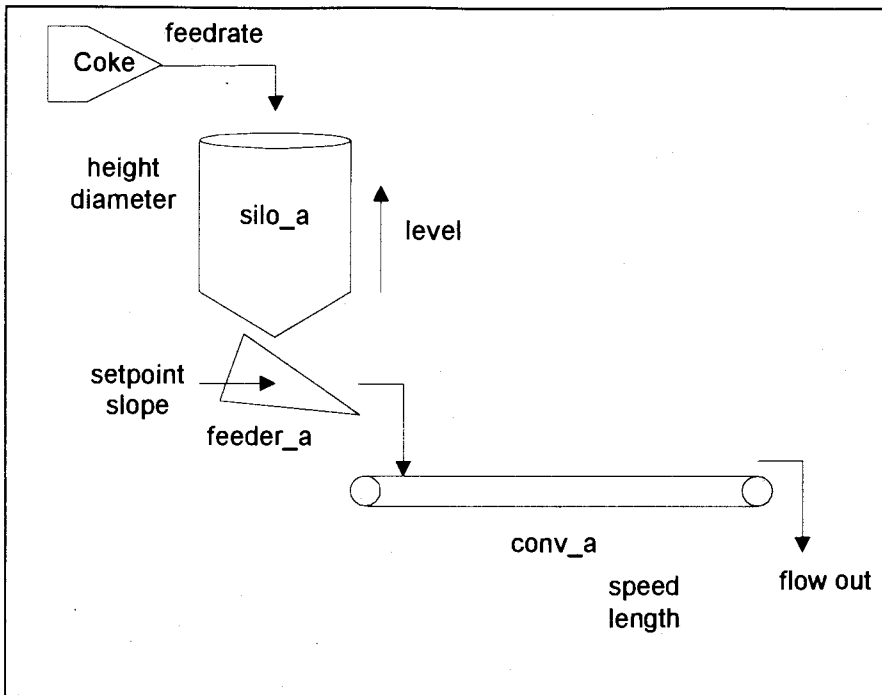 feedrate
Coke
height
diameter
silo_a
level
setpoint
slope
feeder_a
conv_a
speed
length
flow out